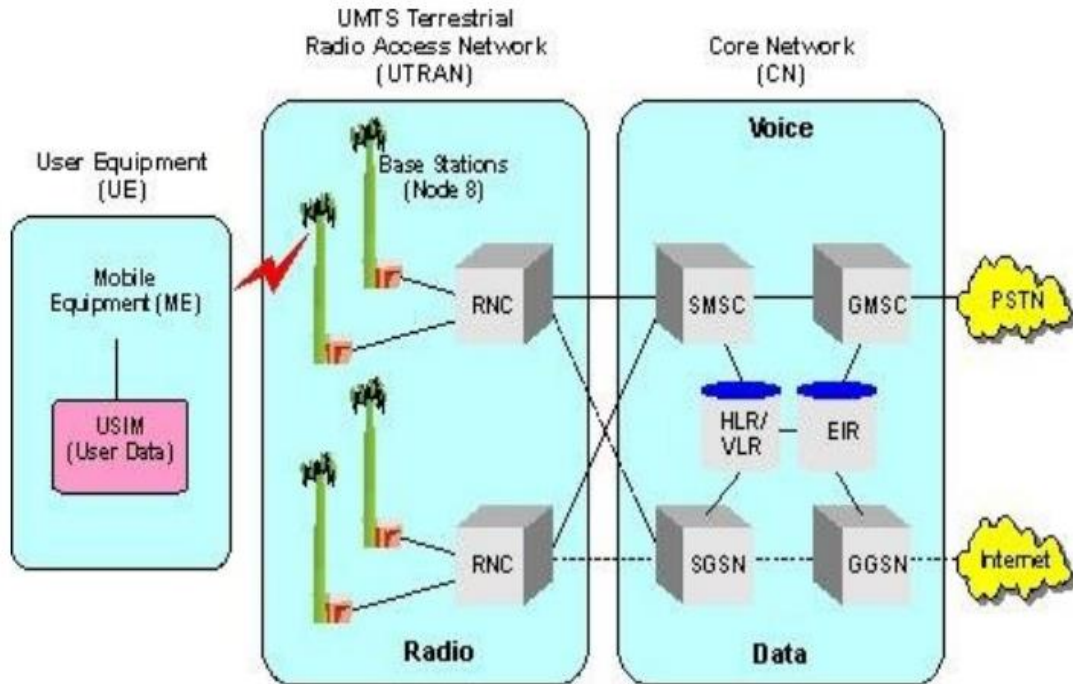 UMTS Terrestrial
Radio Access Network
(UTRAN)
Core Network
(CN)
User Equipment
(UE)
Mobile
Equipment (ME)
USIM
(User Data)
Base Stations
(Node 8)
RNC
RNC
Radio
Voice
SMSC
GMSC
HLR/
VLR
EIR
SGSN
GGSN
Data
PSTN
Internet